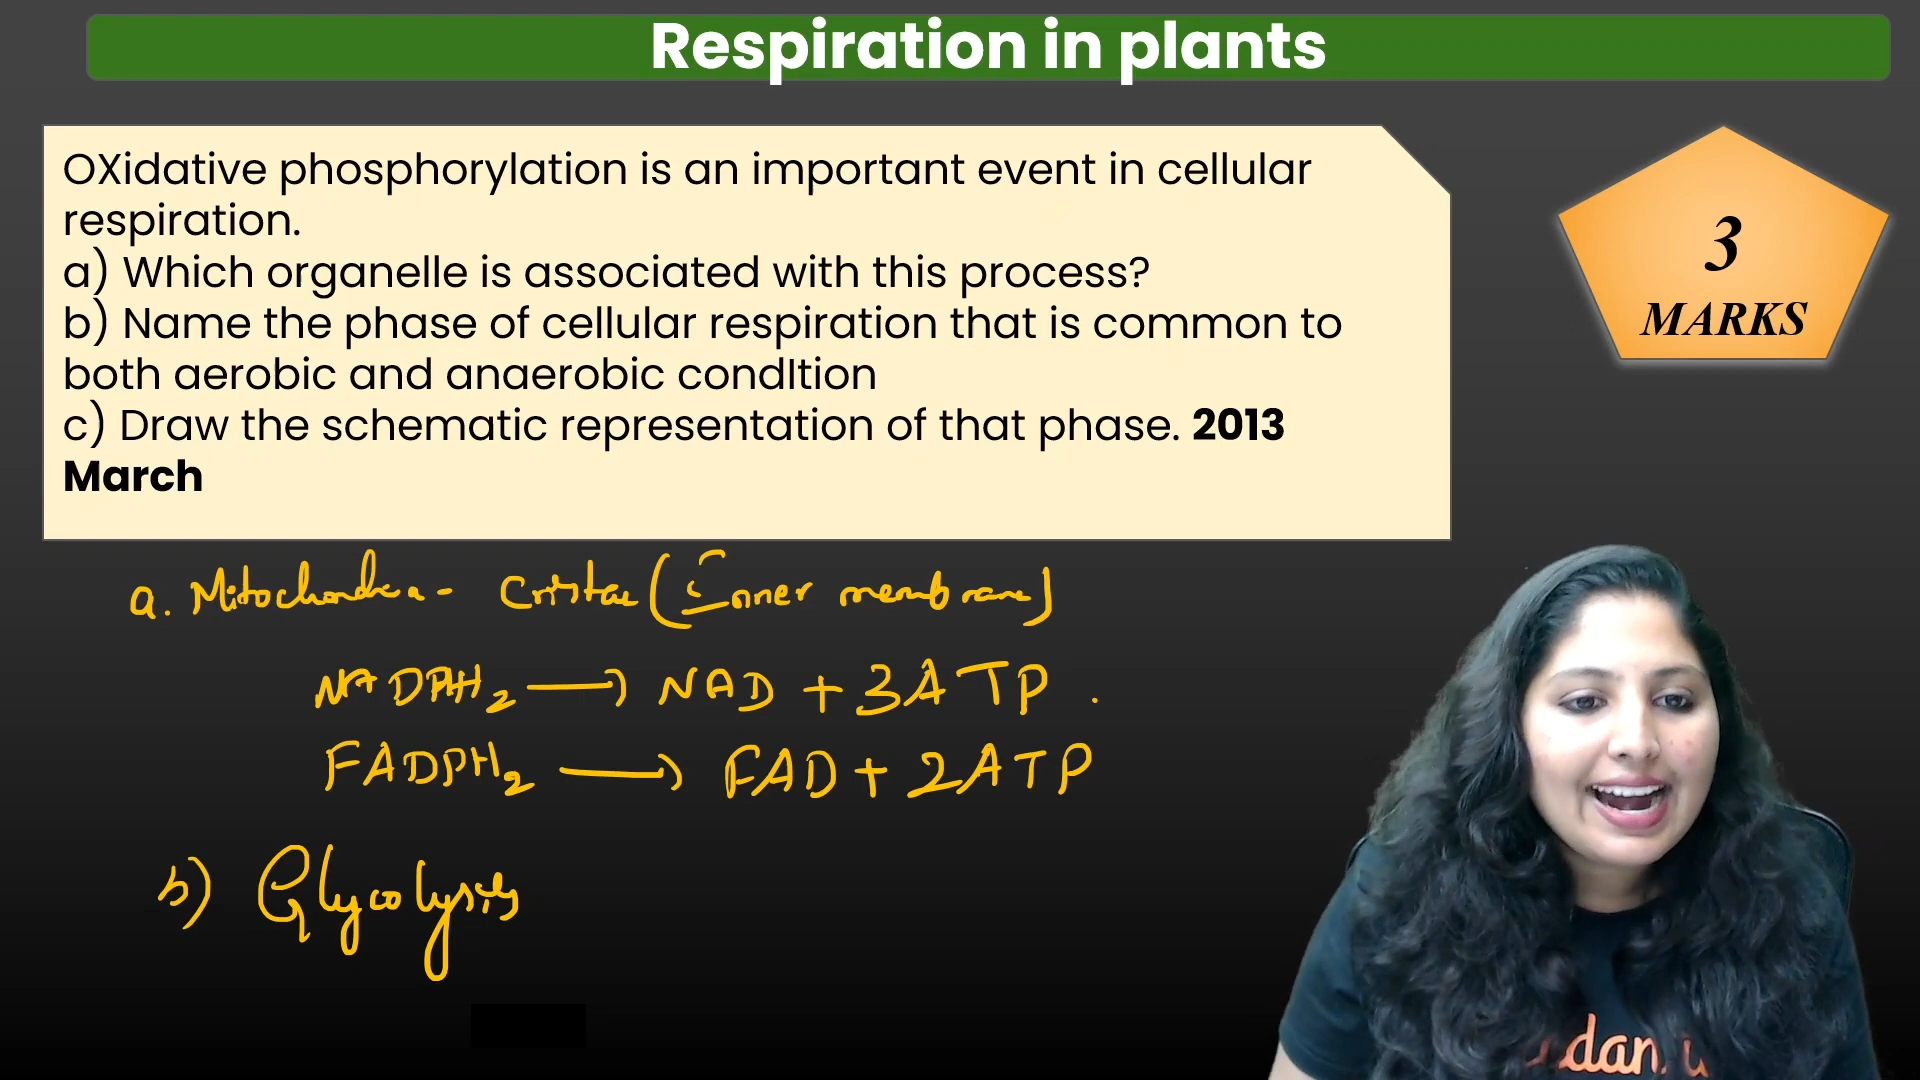 Respiration in plants
OXidative phosphorylation is an important event in cellular
respiration.
a) Which organelle is associated with this process?
b) Name the phase of cellular respiration that is common to
both aerobic and anaerobic condItion
c) Draw the schematic representation of that phase. 2013
March
3
MARKS
a. Mitochondria - Cristae (Inner membrane)
NADPH₂ → NAD + 3ATP .
FADPH₂ → FAD + 2ATP
b) Glycolysis